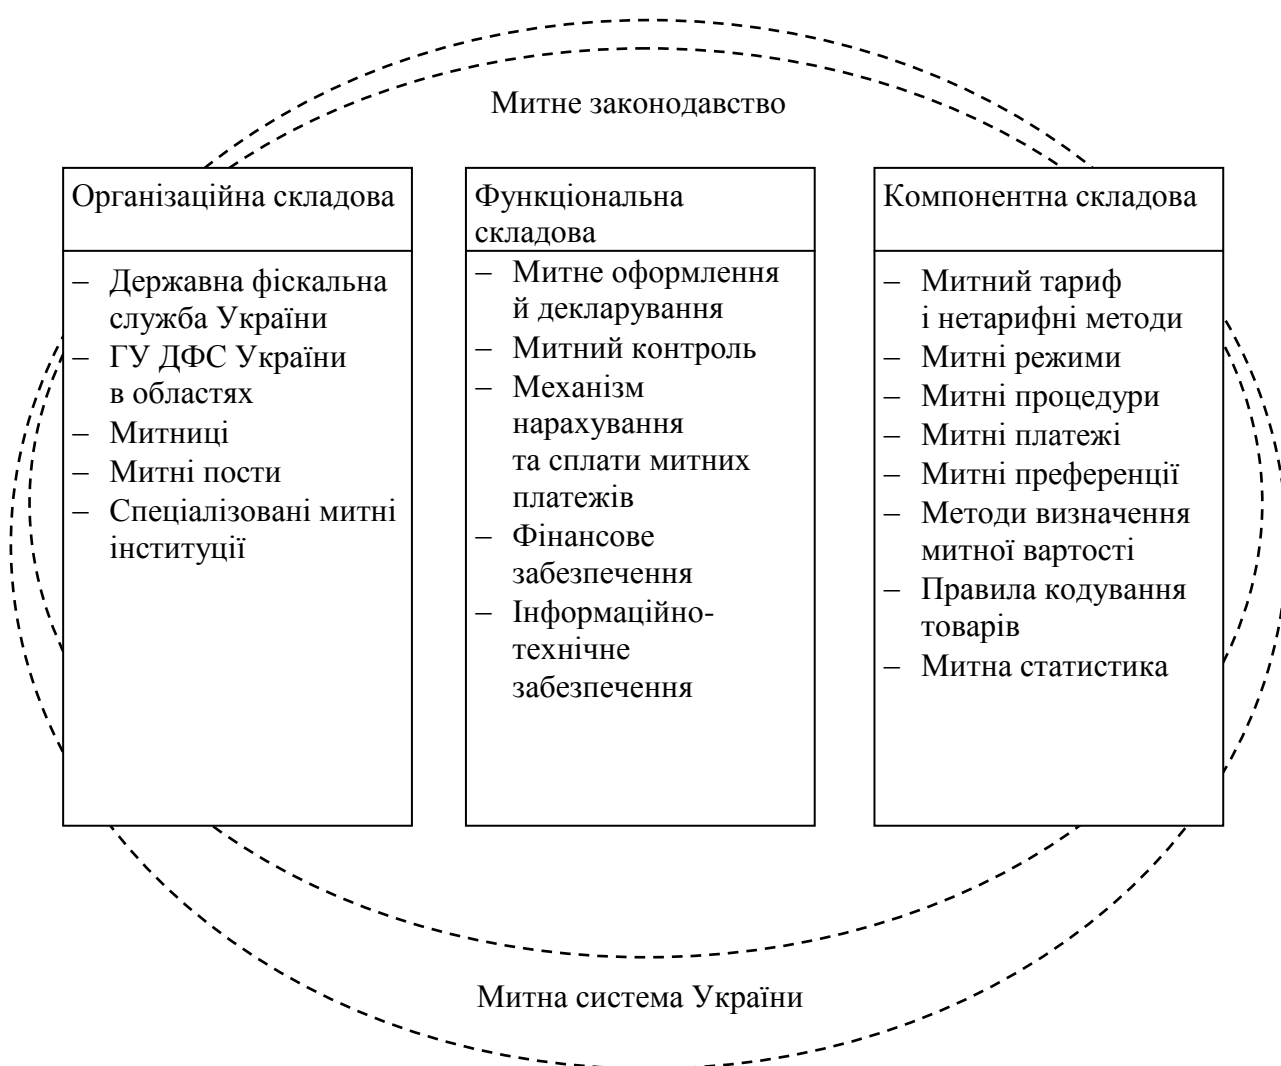 Митне законодавство
Організаційна складова
– Державна фіскальна
служба України
– ГУ ДФС України
в областях
– Митниці
– Митні пости
– Спеціалізовані митні
інституції
Функціональна
складова
– Митне оформлення
й декларування
– Митний контроль
– Механізм
нарахування
та сплати митних
платежів
– Фінансове
забезпечення
– Інформаційно-
технічне
забезпечення
Компонентна складова
– Митний тариф
і нетарифні методи
– Митні режими
– Митні процедури
– Митні платежі
– Митні преференції
– Методи визначення
митної вартості
– Правила кодування
товарів
– Митна статистика
Митна система України